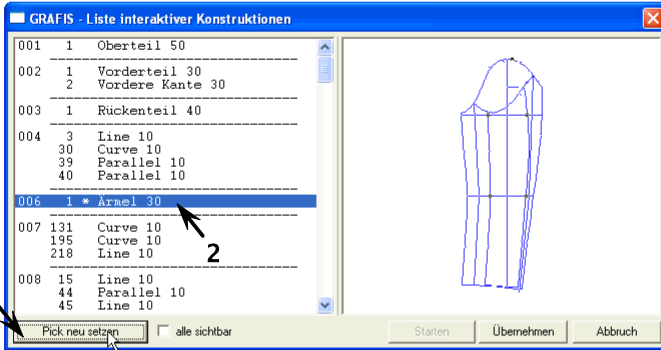 GRAFIS - Liste interaktiver Konstruktionen
001 1 Oberteil 50
002 1 Vorderteil 30
2 Vordere Kante 30
003 1 Rückenteil 40
004 3 Line 10
30 Curve 10
39 Parallel 10
40 Parallel 10
006 1 * Ärmel 30
007 131 Curve 10
195 Curve 10
218 Line 10
2
008 15 Line 10
44 Parallel 10
45 Line 10
Pick neu setzen alle sichtbar Starten Übernehmen Abbruch